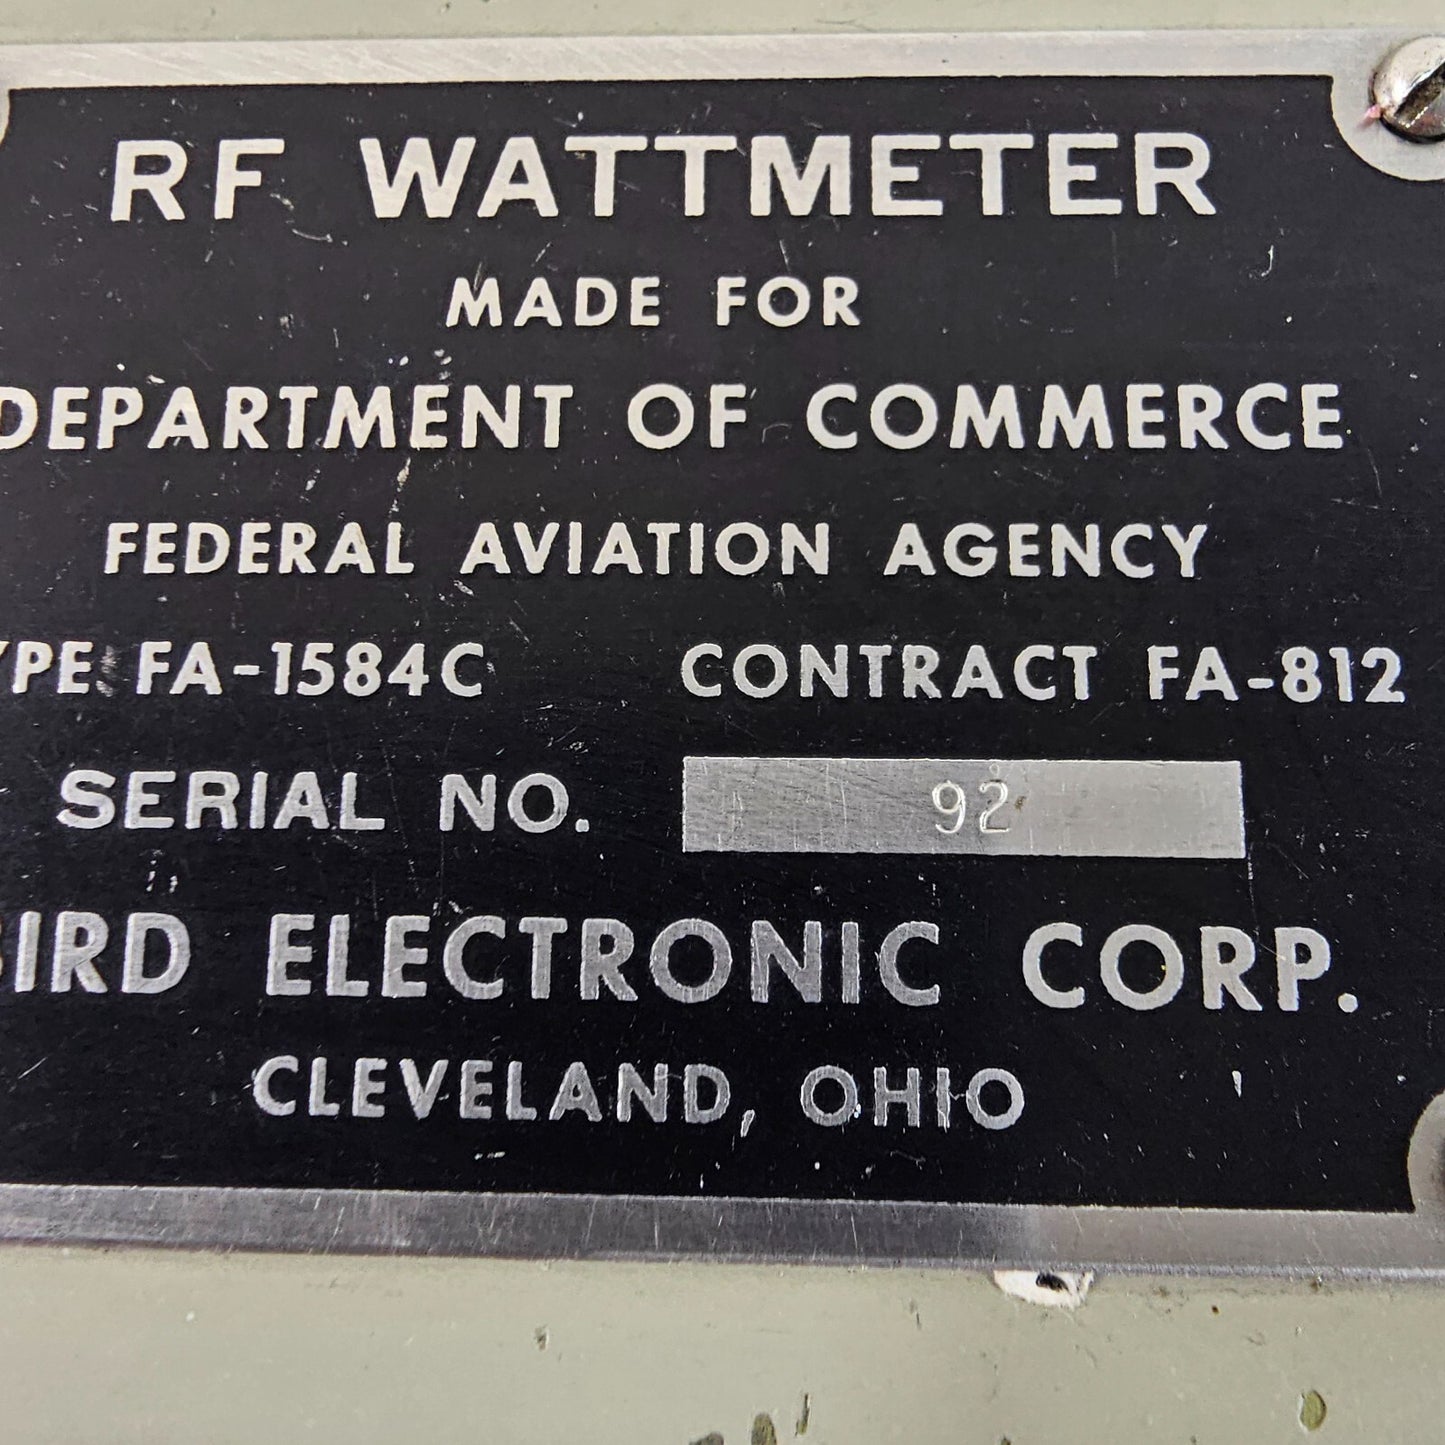 RF WATTMETER
MADE FOR
DEPARTMENT OF COMMERCE
FEDERAL AVIATION AGENCY
YPE FA-1584C CONTRACT FA-812
SERIAL NO. 92
BIRD ELECTRONIC CORP.
CLEVELAND, OHIO